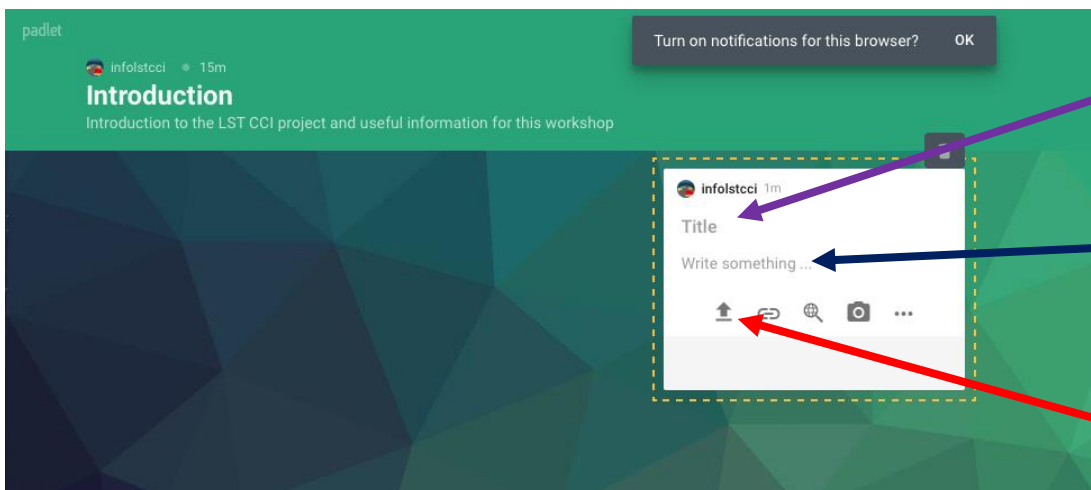 padlet
infolstcci • 15m
Introduction
Introduction to the LST CCI project and useful information for this workshop
Turn on notifications for this browser? OK
infolstcci 1m
Title
Write something ...